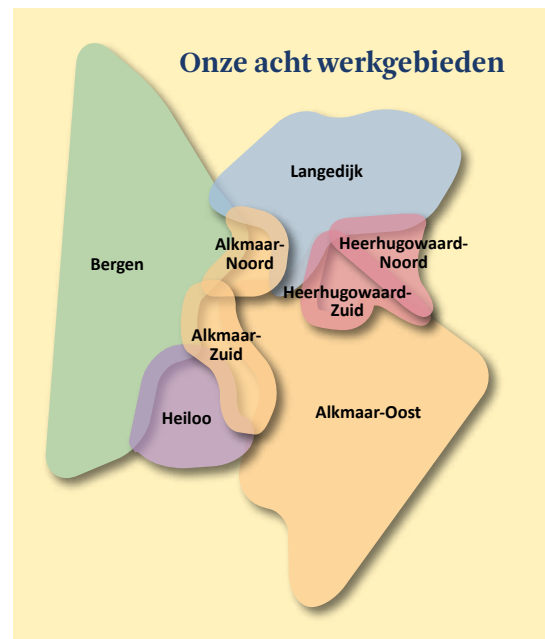 Onze acht werkgebieden
Langedijk
Alkmaar-
Noord
Heerhugowaard-
Noord
Bergen
Heerhugowaard-
Zuid
Alkmaar-
Zuid
Heiloo
Alkmaar-Oost